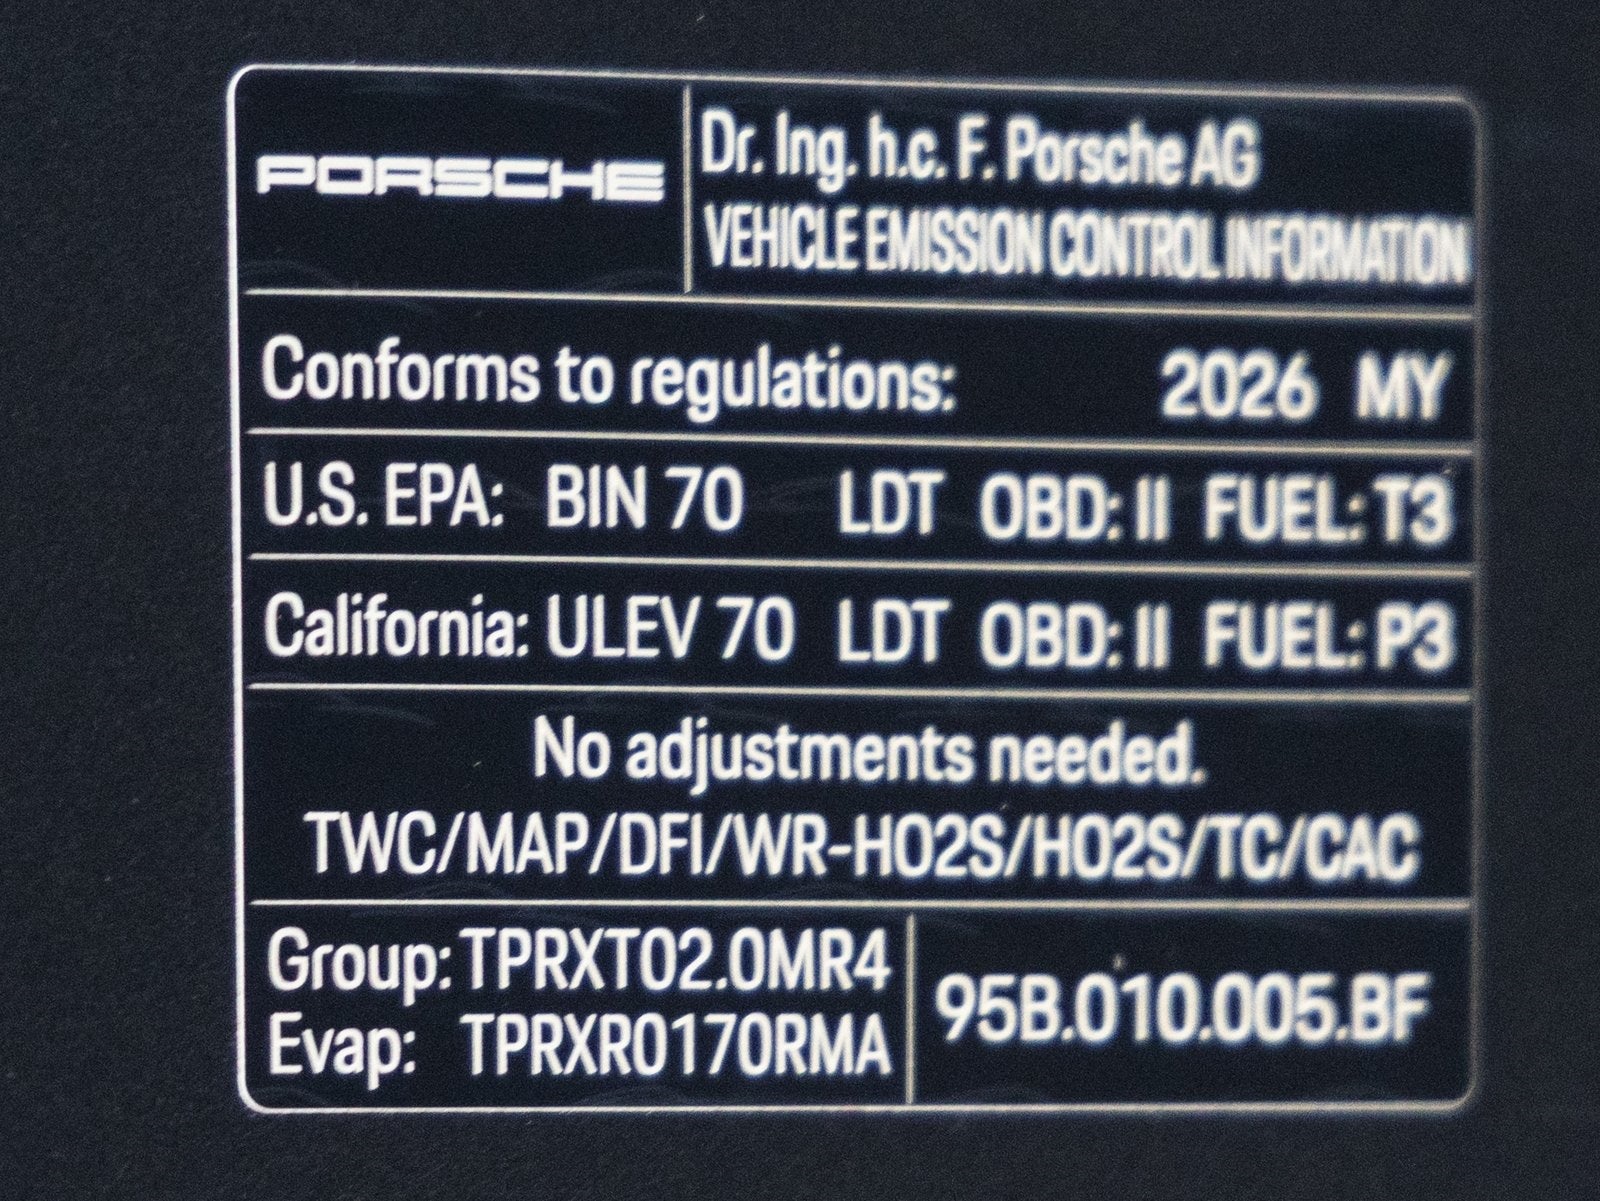 PORSCHE
Dr. Ing. h.c. F. Porsche AG
VEHICLE EMISSION CONTROL INFORMATION
Conforms to regulations: 2026 MY
U.S. EPA: BIN 70 LDT OBD: II FUEL: T3
California: ULEV 70 LDT OBD: II FUEL: P3
No adjustments needed.
TWC/MAP/DFI/WR-HO2S/HO2S/TC/CAC
Group: TPRXT02.0MR4
Evap: TPRXR0170RMA
95B.010.005.BF